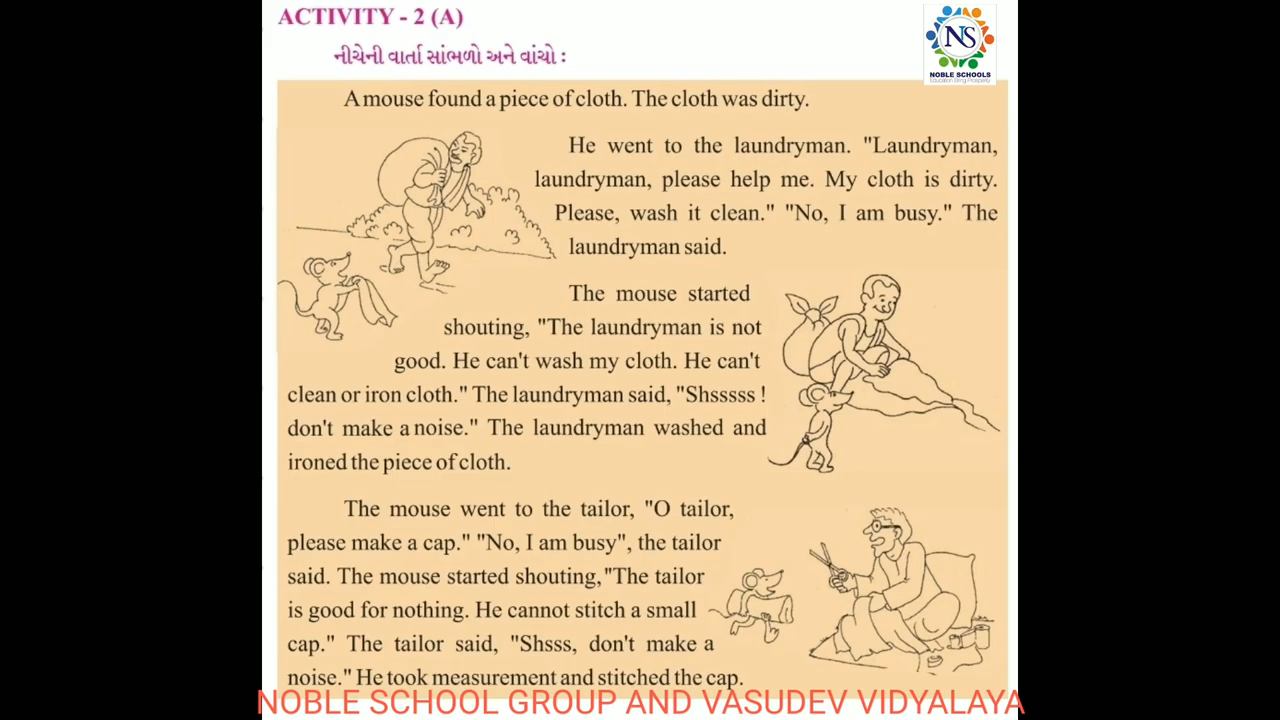 ACTIVITY - 2 (A)
નીચેની વાર્તા સાંભળો અને વાંચો :
NS
NOBLE SCHOOLS
Education Bring Prosperity
A mouse found a piece of cloth. The cloth was dirty.
He went to the laundryman. "Laundryman,
laundryman, please help me. My cloth is dirty.
Please, wash it clean." "No, I am busy." The
laundryman said.
The mouse started
shouting, "The laundryman is not
good. He can't wash my cloth. He can't
clean or iron cloth." The laundryman said, "Shsssss !
don't make a noise." The laundryman washed and
ironed the piece of cloth.
The mouse went to the tailor, "O tailor,
please make a cap." "No, I am busy", the tailor
said. The mouse started shouting, "The tailor
is good for nothing. He cannot stitch a small
cap." The tailor said, "Shsss, don't make a
noise." He took measurement and stitched the cap.
NOBLE SCHOOL GROUP AND VASUDEV VIDYALAYA